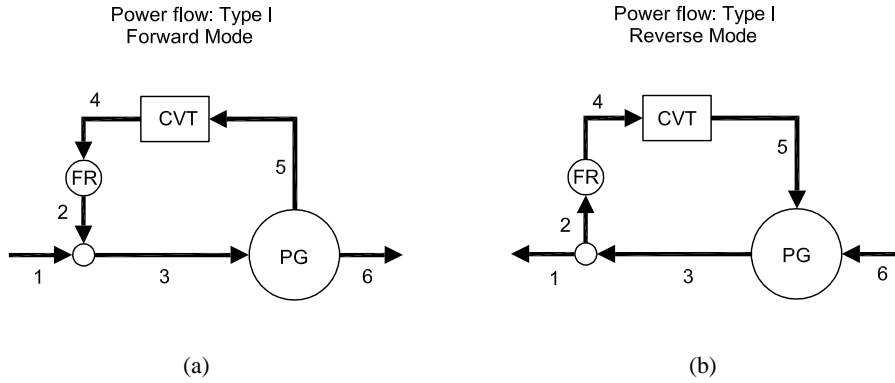 Power flow: Type I
Forward Mode
4
CVT
5
FR
2
1
3
PG
6
(a)
Power flow: Type I
Reverse Mode
4
CVT
5
FR
2
1
3
PG
6
(b)